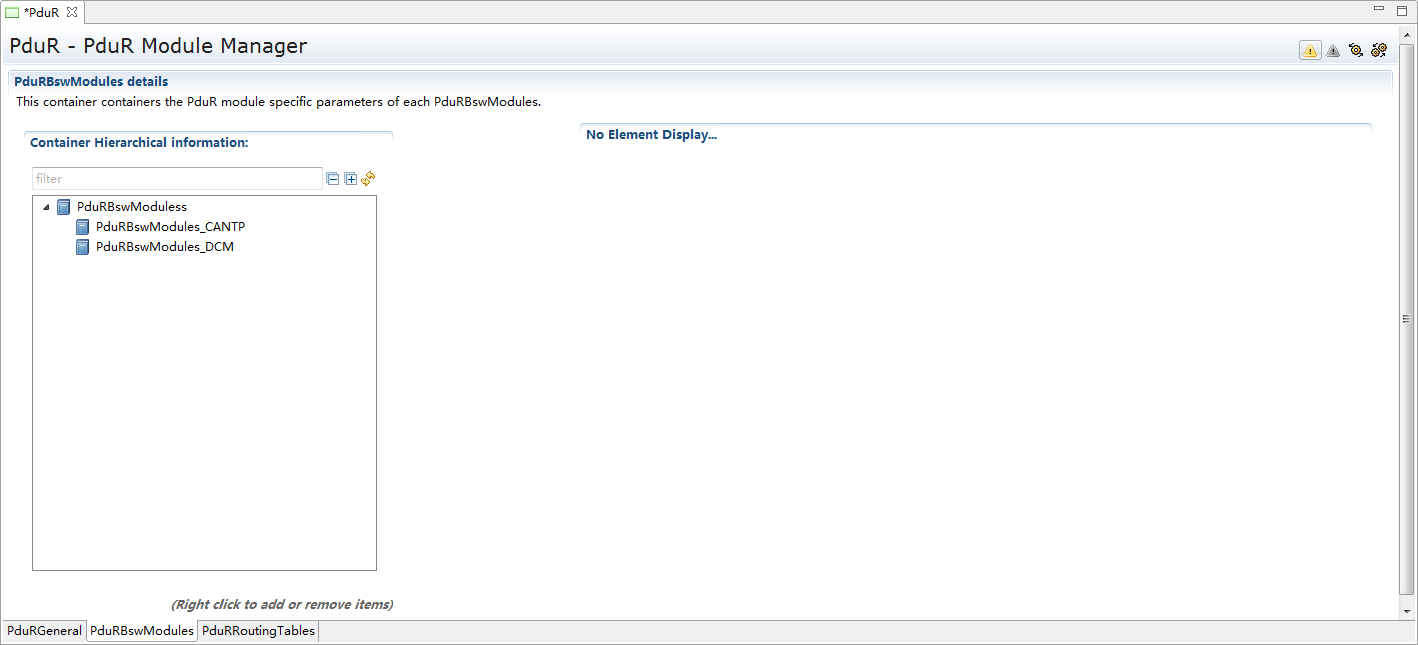 *PduR
PduR - PduR Module Manager
PduRBswModules details
This container containers the PduR module specific parameters of each PduRBswModules.
Container Hierarchical information:
No Element Display...
filter
PduRBswModuless
PduRBswModules_CANTP
PduRBswModules_DCM
(Right click to add or remove items)
PduRGeneral PduRBswModules PduRRoutingTables